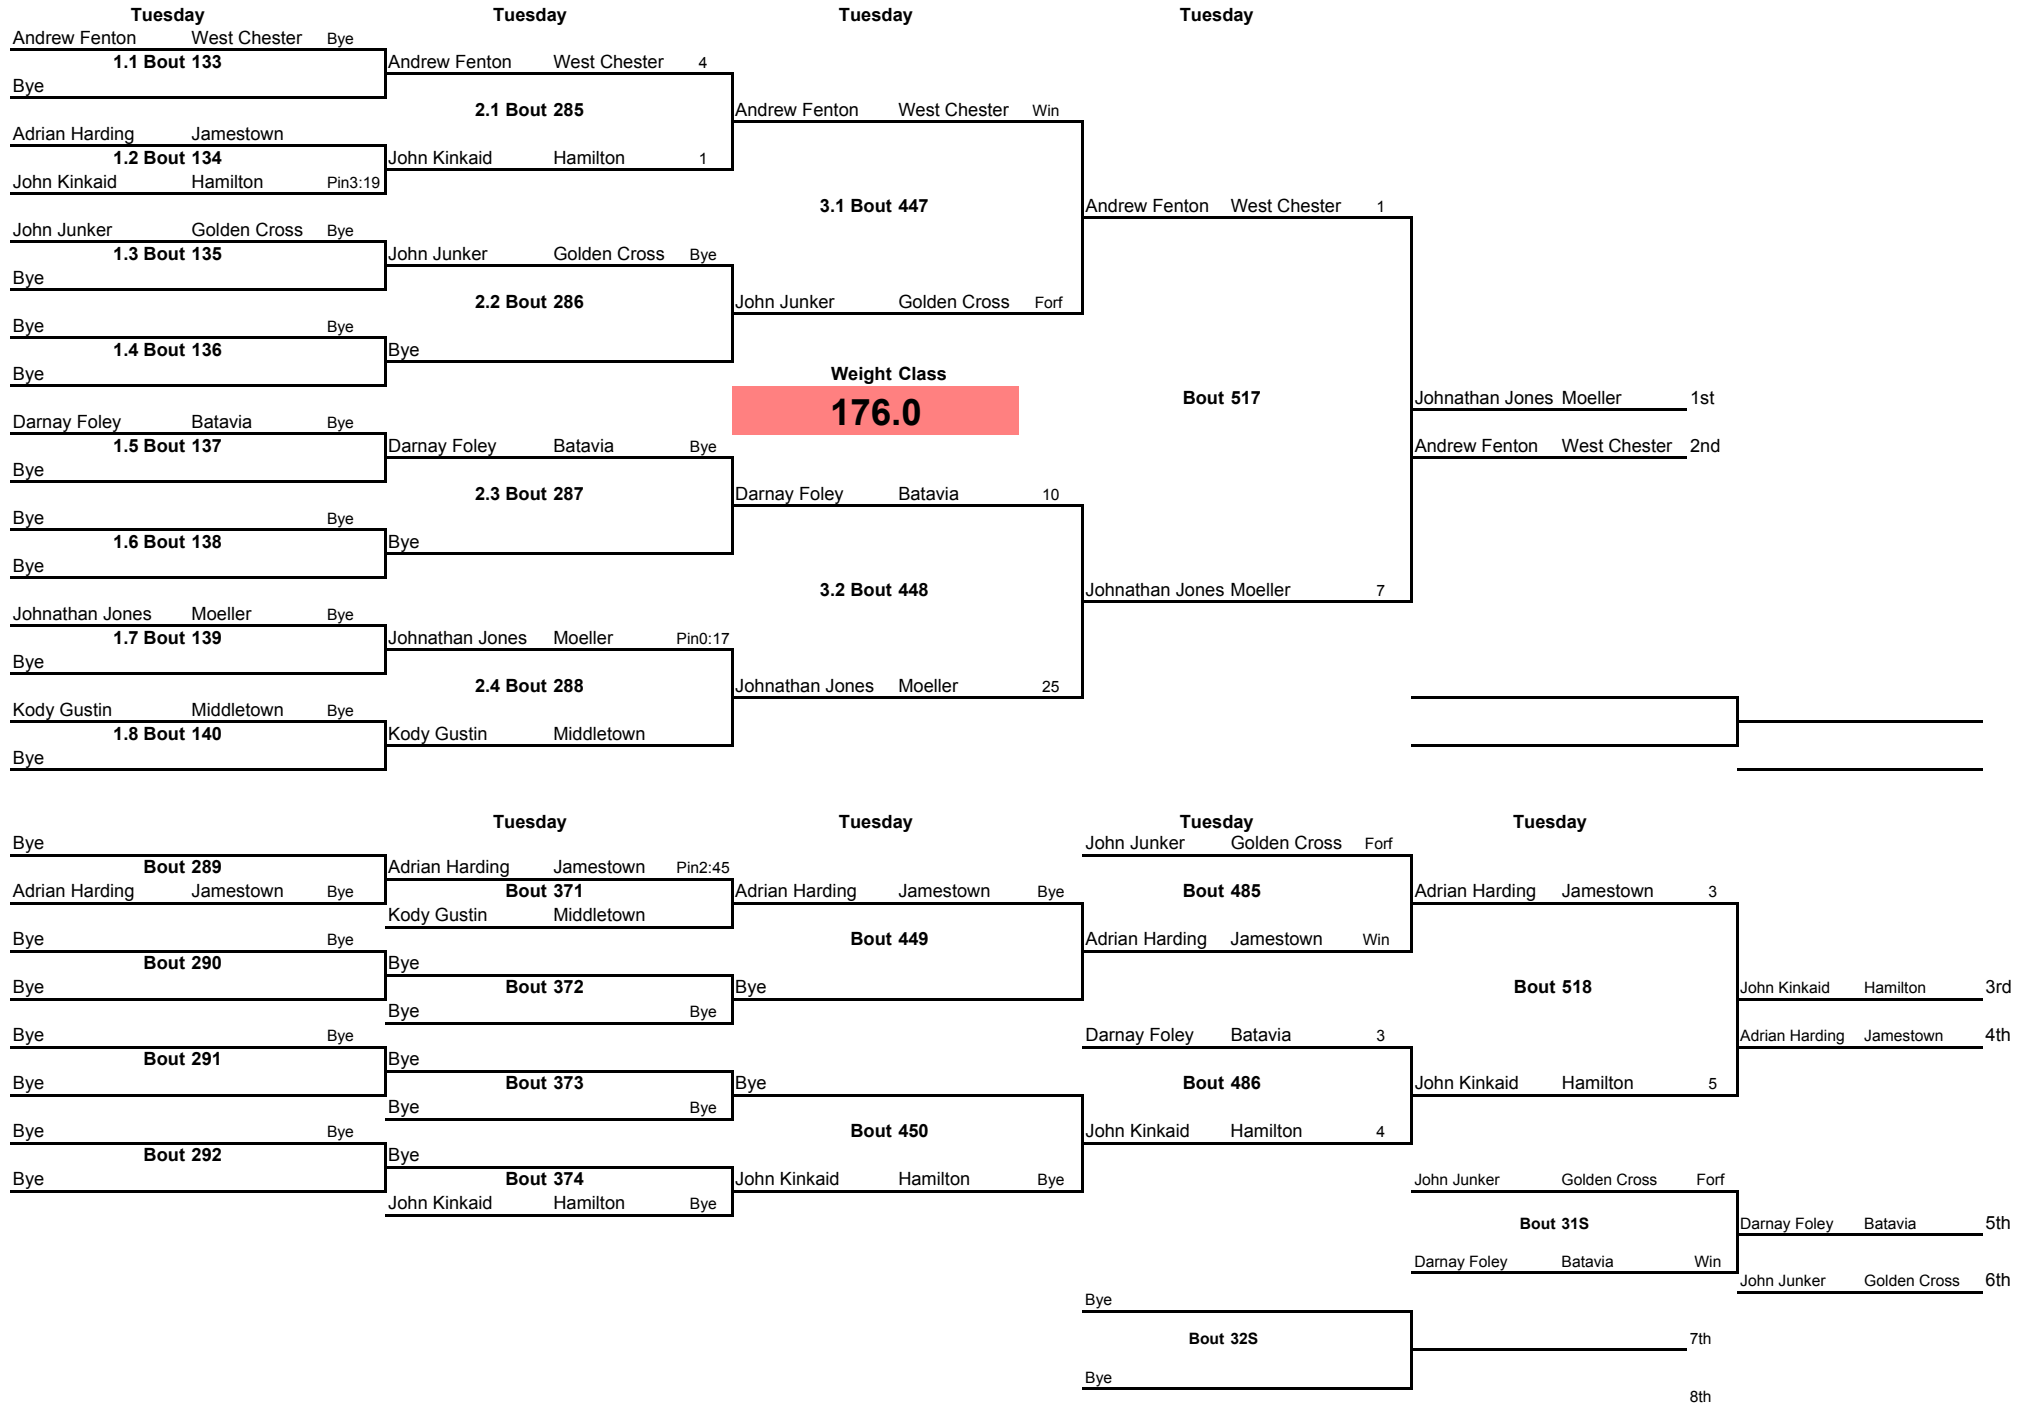 Tuesday Tuesday Tuesday Tuesday
Andrew Fenton West Chester Bye
1.1 Bout 133 Andrew Fenton West Chester 4
Bye
2.1 Bout 285 Andrew Fenton West Chester Win
Adrian Harding Jamestown
1.2 Bout 134 John Kinkaid Hamilton 1
John Kinkaid Hamilton Pin3:19
3.1 Bout 447 Andrew Fenton West Chester 1
John Junker Golden Cross Bye
1.3 Bout 135 John Junker Golden Cross Bye
Bye
2.2 Bout 286 John Junker Golden Cross Forf
Bye Bye
1.4 Bout 136 Bye
Bye Weight Class
176.0 Bout 517 Johnathan Jones Moeller 1st
Darnay Foley Batavia Bye
1.5 Bout 137 Darnay Foley Batavia Bye Andrew Fenton West Chester 2nd
Bye
2.3 Bout 287 Darnay Foley Batavia 10
Bye Bye
1.6 Bout 138 Bye
Bye
3.2 Bout 448 Johnathan Jones Moeller 7
Johnathan Jones Moeller Bye
1.7 Bout 139 Johnathan Jones Moeller Pin0:17
Bye
2.4 Bout 288 Johnathan Jones Moeller 25
Kody Gustin Middletown Bye
1.8 Bout 140 Kody Gustin Middletown
Bye
Tuesday Tuesday Tuesday Tuesday
Bye John Junker Golden Cross Forf
Bout 289 Adrian Harding Jamestown Pin2:45
Adrian Harding Jamestown Bye Bout 371 Adrian Harding Jamestown Bye Bout 485 Adrian Harding Jamestown 3
Kody Gustin Middletown
Bye Bye Bout 449 Adrian Harding Jamestown Win
Bout 290 Bye
Bye Bout 372 Bye Bout 518 John Kinkaid Hamilton 3rd
Bye Bye
Bye Bye Darnay Foley Batavia 3 Adrian Harding Jamestown 4th
Bout 291 Bye
Bye Bout 373 Bye Bout 486 John Kinkaid Hamilton 5
Bye Bye
Bye Bye Bout 450 John Kinkaid Hamilton 4
Bout 292 Bye
Bye Bout 374 John Kinkaid Hamilton Bye John Junker Golden Cross Forf
John Kinkaid Hamilton Bye
Bout 31S Darnay Foley Batavia 5th
Darnay Foley Batavia Win
John Junker Golden Cross 6th
Bye
Bout 32S 7th
Bye
8th